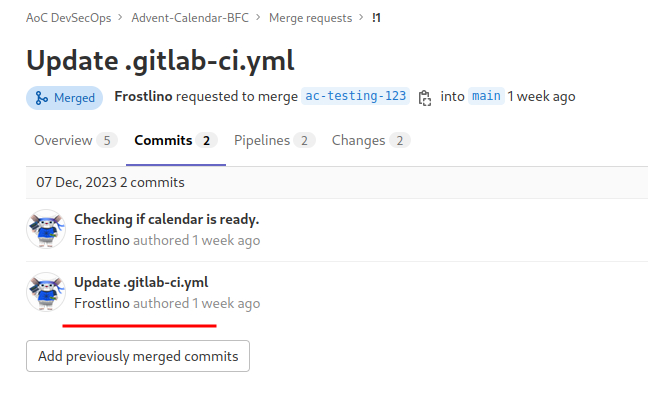 AoC DevSecOps > Advent-Calendar-BFC > Merge requests > !1
Update .gitlab-ci.yml
Merged Frostlino requested to merge ac-testing-123 into main 1 week ago
Overview 5 Commits 2 Pipelines 2 Changes 2
07 Dec, 2023 2 commits
Checking if calendar is ready.
Frostlino authored 1 week ago
Update .gitlab-ci.yml
Frostlino authored 1 week ago
Add previously merged commits